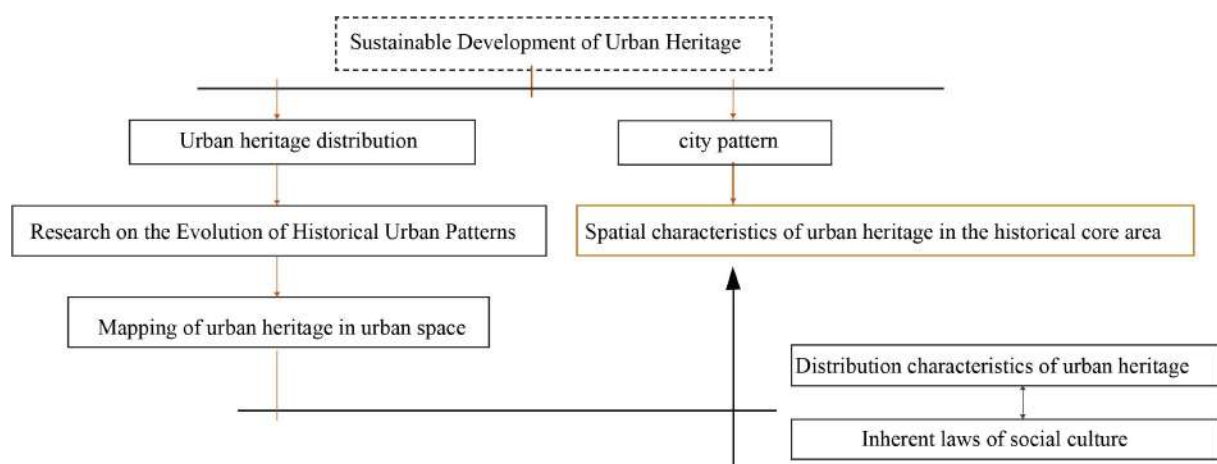 Sustainable Development of Urban Heritage
Urban heritage distribution
city pattern
Research on the Evolution of Historical Urban Patterns
Spatial characteristics of urban heritage in the historical core area
Mapping of urban heritage in urban space
Distribution characteristics of urban heritage
Inherent laws of social culture